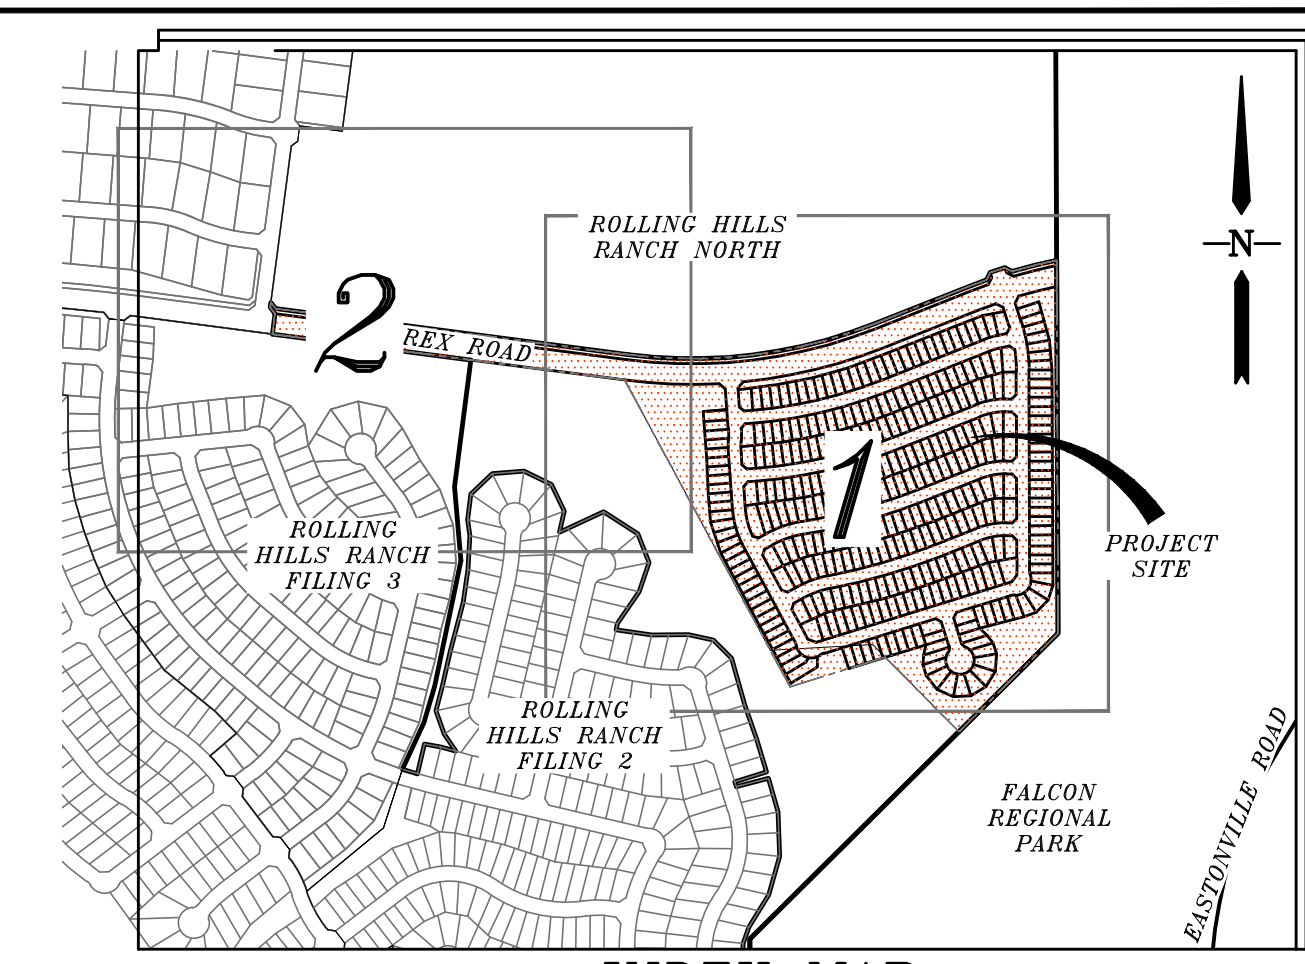 ROLLING HILLS
RANCH NORTH
N
2
REX ROAD
1
PROJECT
SITE
ROLLING
HILLS RANCH
FILING 3
ROLLING
HILLS RANCH
FILING 2
FALCON
REGIONAL
PARK
EASTONVILLE ROAD